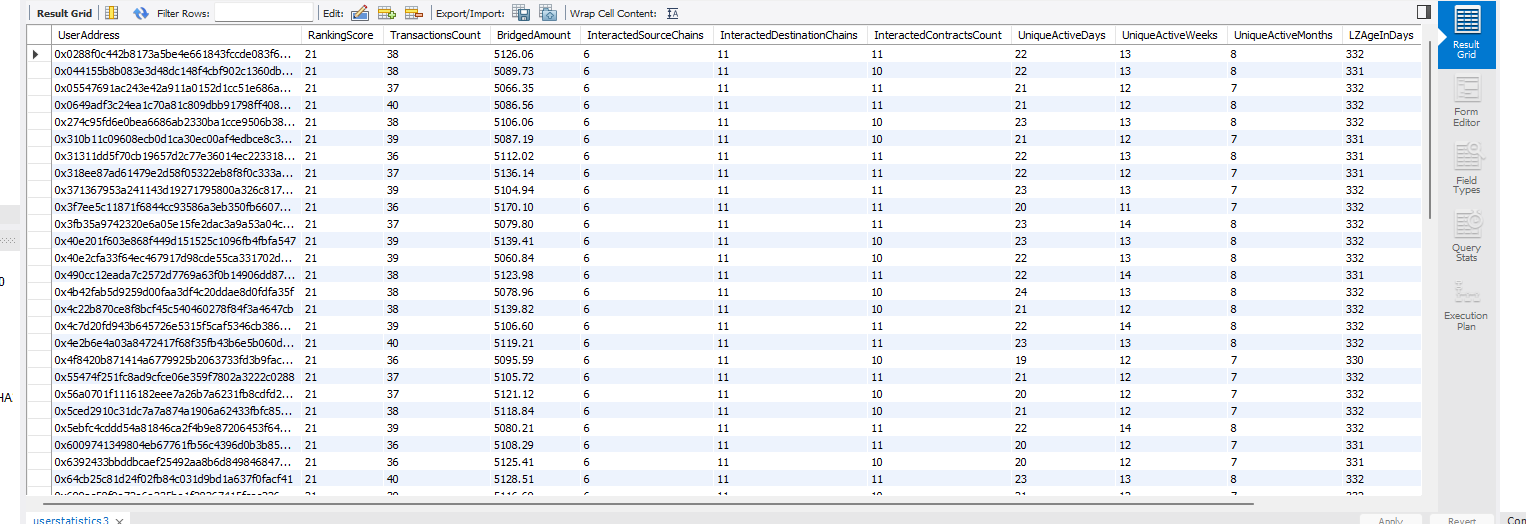 Result Grid Filter Rows: Edit: Export/Import: Wrap Cell Content:
UserAddress RankingScore TransactionsCount BridgedAmount InteractedSourceChains InteractedDestinationChains InteractedContractsCount UniqueActiveDays UniqueActiveWeeks UniqueActiveMonths LZAgeInDays
0x0288f0c442b8173a5be4e661843fccde083f6... 21 38 5126.06 6 11 11 22 13 8 332
0x044155b8b083e3d48dc148f4cbf902c1360db... 21 38 5089.73 6 11 10 22 13 8 331
0x05547691ac243e42a911a0152d1cc51e686a... 21 37 5066.35 6 11 11 21 12 8 332
0x0649adf3c24ea1c70a81c809dbb91798ff408... 21 40 5086.56 6 11 11 21 12 8 332
0x274c95fd6e0bea6686ab2330ba1cce9506b38... 21 38 5106.06 6 11 11 23 13 8 332
0x310b11c09608ecb0d1ca30ec00af4edbce8c3... 21 39 5087.19 6 11 10 21 12 7 331
0x31311dd5f70cb19657d2c77e36014ec223318... 21 36 5112.02 6 11 11 22 13 8 331
0x318ee87ad61479e2d58f05322eb8f8f0c333a... 21 37 5136.14 6 11 11 22 12 7 332
0x371367953a241143d19271795800a326c817... 21 39 5104.94 6 11 11 23 13 7 332
0x3f7ee5c11871f6844cc93586a3eb350fb6607... 21 36 5170.10 6 11 11 20 11 7 332
0x3fb35a9742320e6a05e15fe2dac3a9a53a04c... 21 37 5079.80 6 11 11 23 14 8 332
0x40e201f603e868f449d151525c1096fb4fbfa547 21 39 5139.41 6 11 10 23 13 8 332
0x40e2cfa33f64ec467917d98cde55ca331702d... 21 39 5060.84 6 11 10 22 13 8 332
0x490cc12eada7c2572d7769a63f0b14906dd87... 21 38 5123.98 6 11 11 22 14 8 331
0x4b42fab5d9259d00faa3df4c20ddae8d0fdfa35f 21 38 5078.96 6 11 10 24 13 8 332
0x4c22b870ce8f8bcf45c540460278f84f3a4647cb 21 38 5139.82 6 11 10 21 12 8 332
0x4c7d20fd943b645726e5315f5caf5346cb386... 21 39 5106.60 6 11 11 22 14 8 332
0x4e2b6e4a03a8472417f68f35fb43b6e5b060d... 21 40 5119.21 6 11 11 23 13 8 332
0x4f8420b871414a6779925b2063733fd3b9fac... 21 36 5095.59 6 11 10 19 12 7 330
0x55474f251fc8ad9cfce06e359f7802a3222c0288 21 37 5105.72 6 11 11 21 12 7 332
0x56a0701f1116182eee7a26b7a6231fb8cdfd2... 21 37 5121.12 6 11 10 20 12 7 332
0x5ced2910c31dc7a7a874a1906a62433fbfc85... 21 38 5118.84 6 11 10 21 12 7 332
0x5ebfc4cddd54a81846ca2f4b9e87206453f64... 21 39 5080.21 6 11 11 22 14 8 332
0x6009741349804eb67761fb56c4396d0b3b85... 21 36 5108.29 6 11 11 20 12 7 331
0x6392433bbddbcaef25492aa8b6d849846847... 21 36 5125.41 6 11 10 20 12 7 331
0x64cb25c81d24f02fb84c031d9bd1a637f0facf41 21 40 5128.51 6 11 11 23 13 8 332
userstatistics3
Apply Revert
Result
Grid
Form
Editor
Field
Types
Query
Stats
Execution
Plan